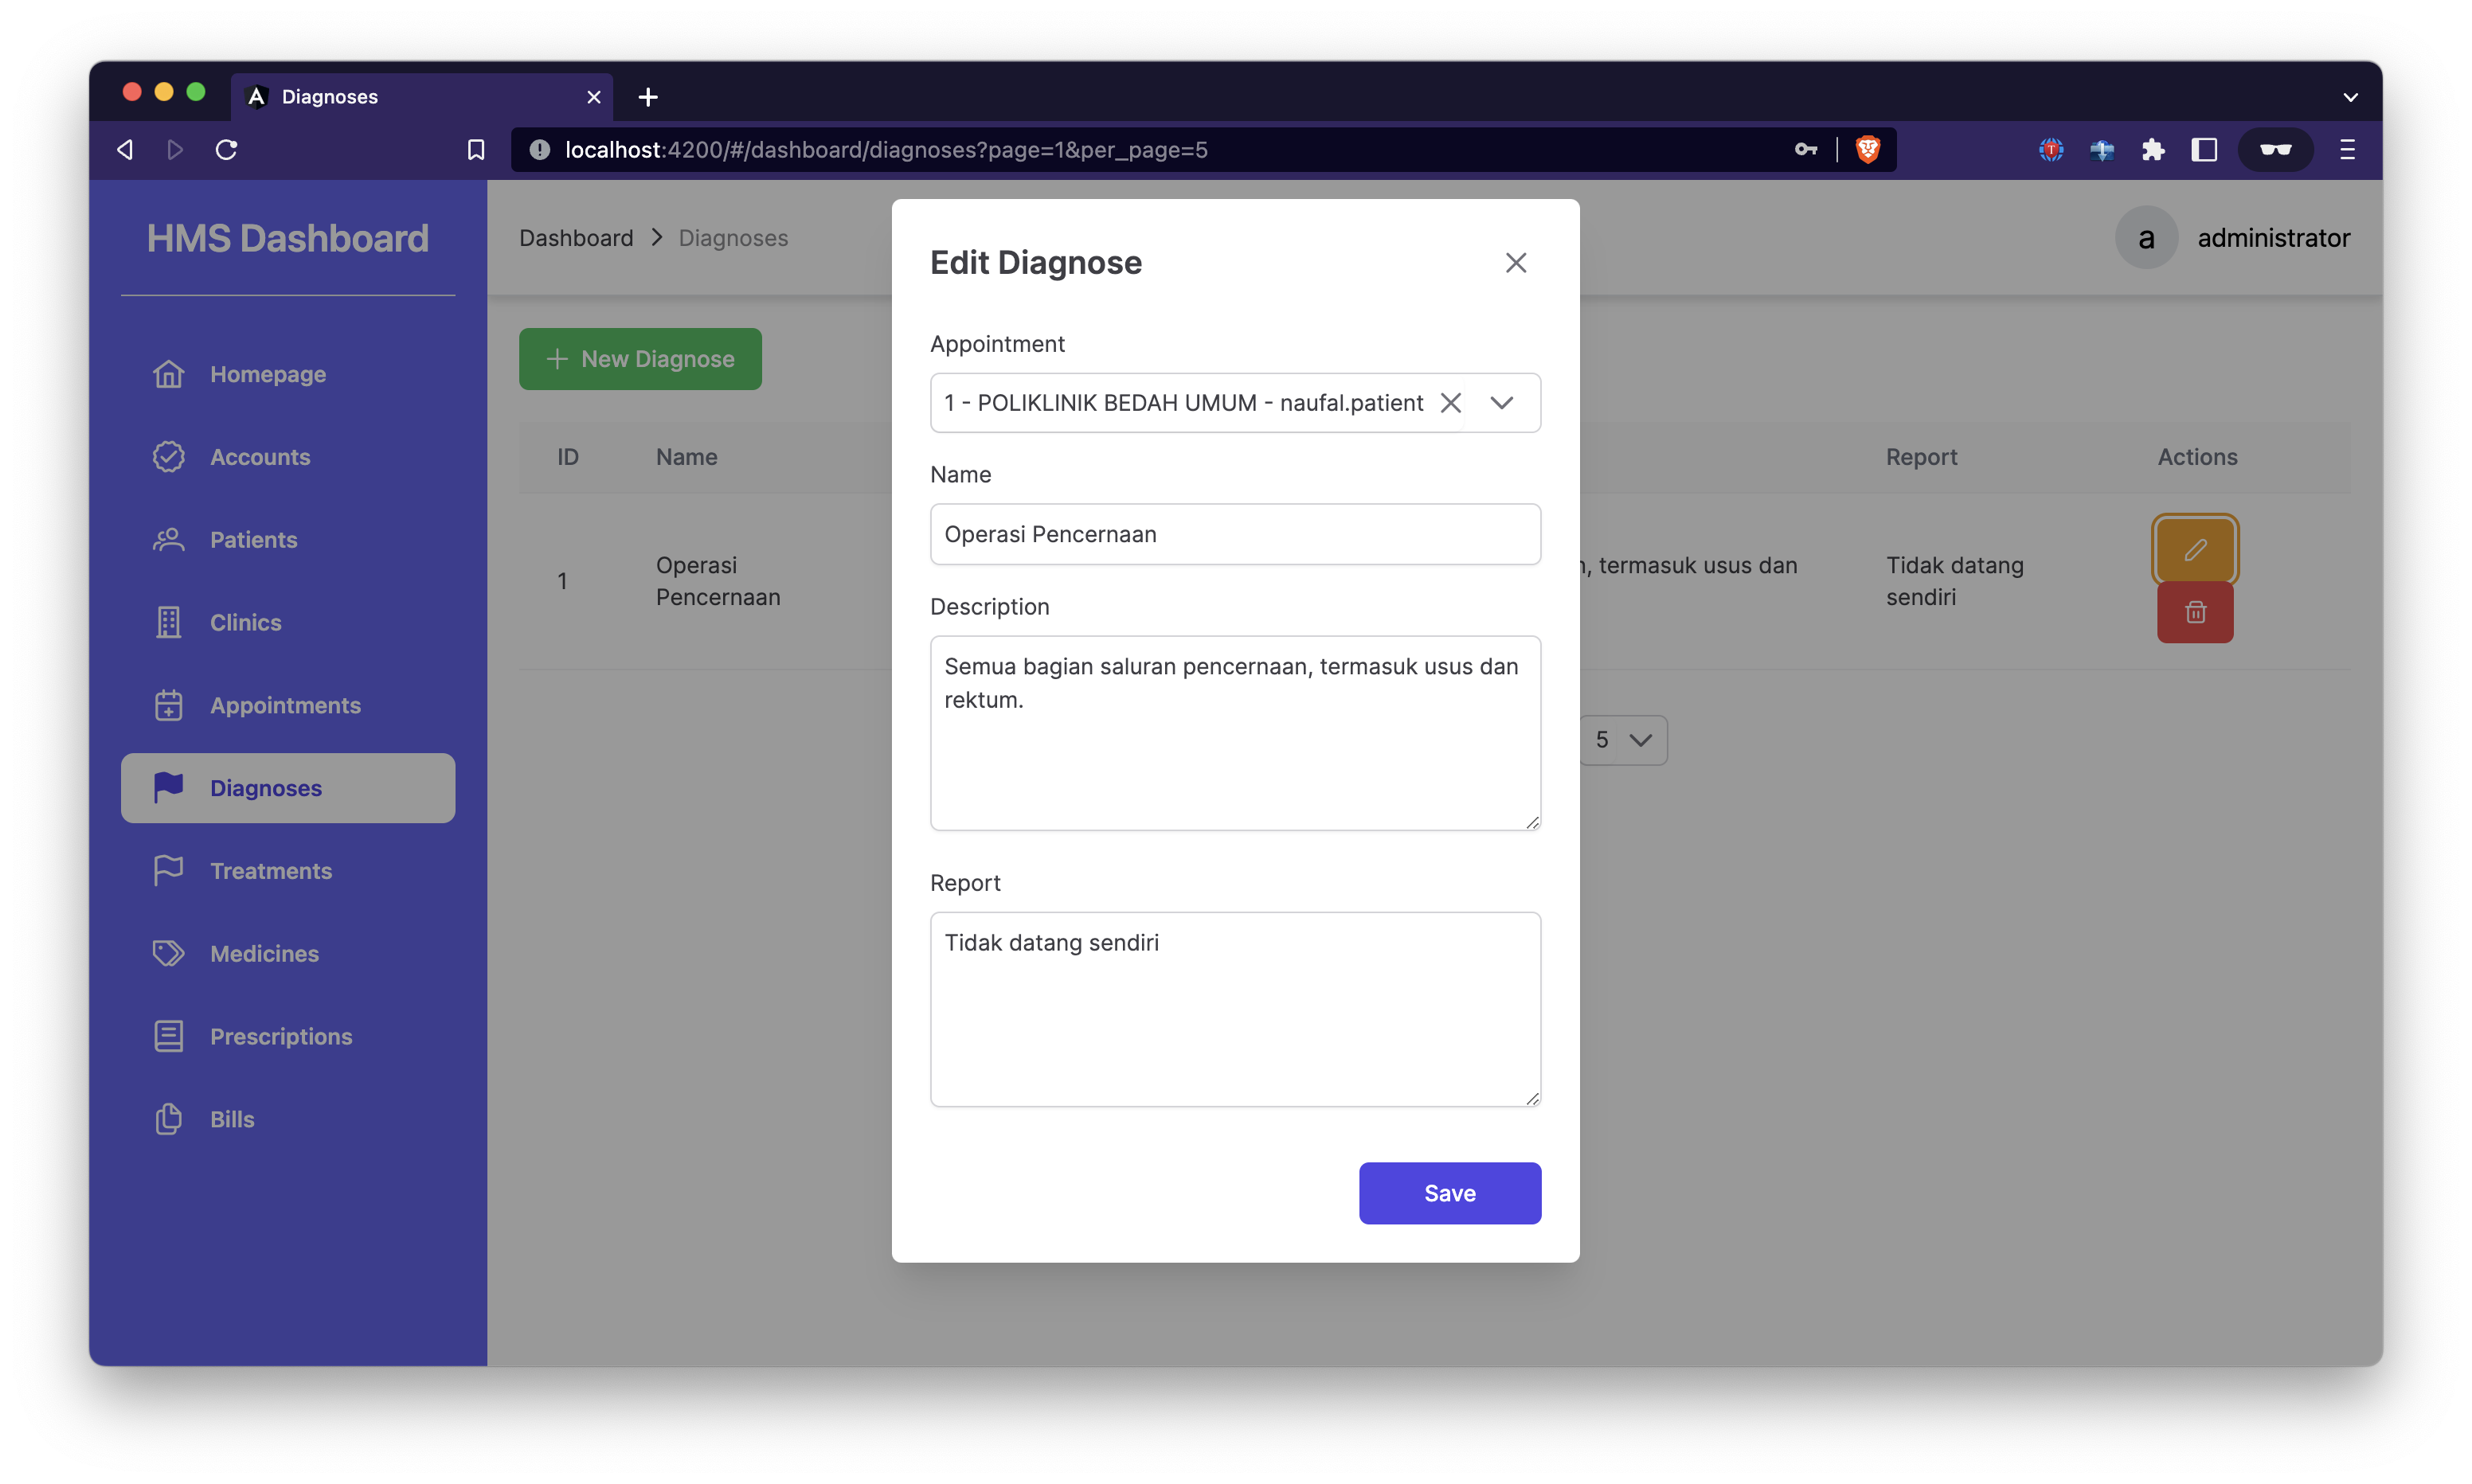 Diagnoses
localhost:4200/#/dashboard/diagnoses?page=1&per_page=5
HMS Dashboard
Homepage
Accounts
Patients
Clinics
Appointments
Diagnoses
Treatments
Medicines
Prescriptions
Bills
Dashboard > Diagnoses
a administrator
+ New Diagnose
ID Name Report Actions
1
Operasi
Pencernaan
, termasuk usus dan
Tidak datang
sendiri
5
Edit Diagnose
Appointment
1 - POLIKLINIK BEDAH UMUM - naufal.patient
Name
Operasi Pencernaan
Description
Semua bagian saluran pencernaan, termasuk usus dan
rektum.
Report
Tidak datang sendiri
Save